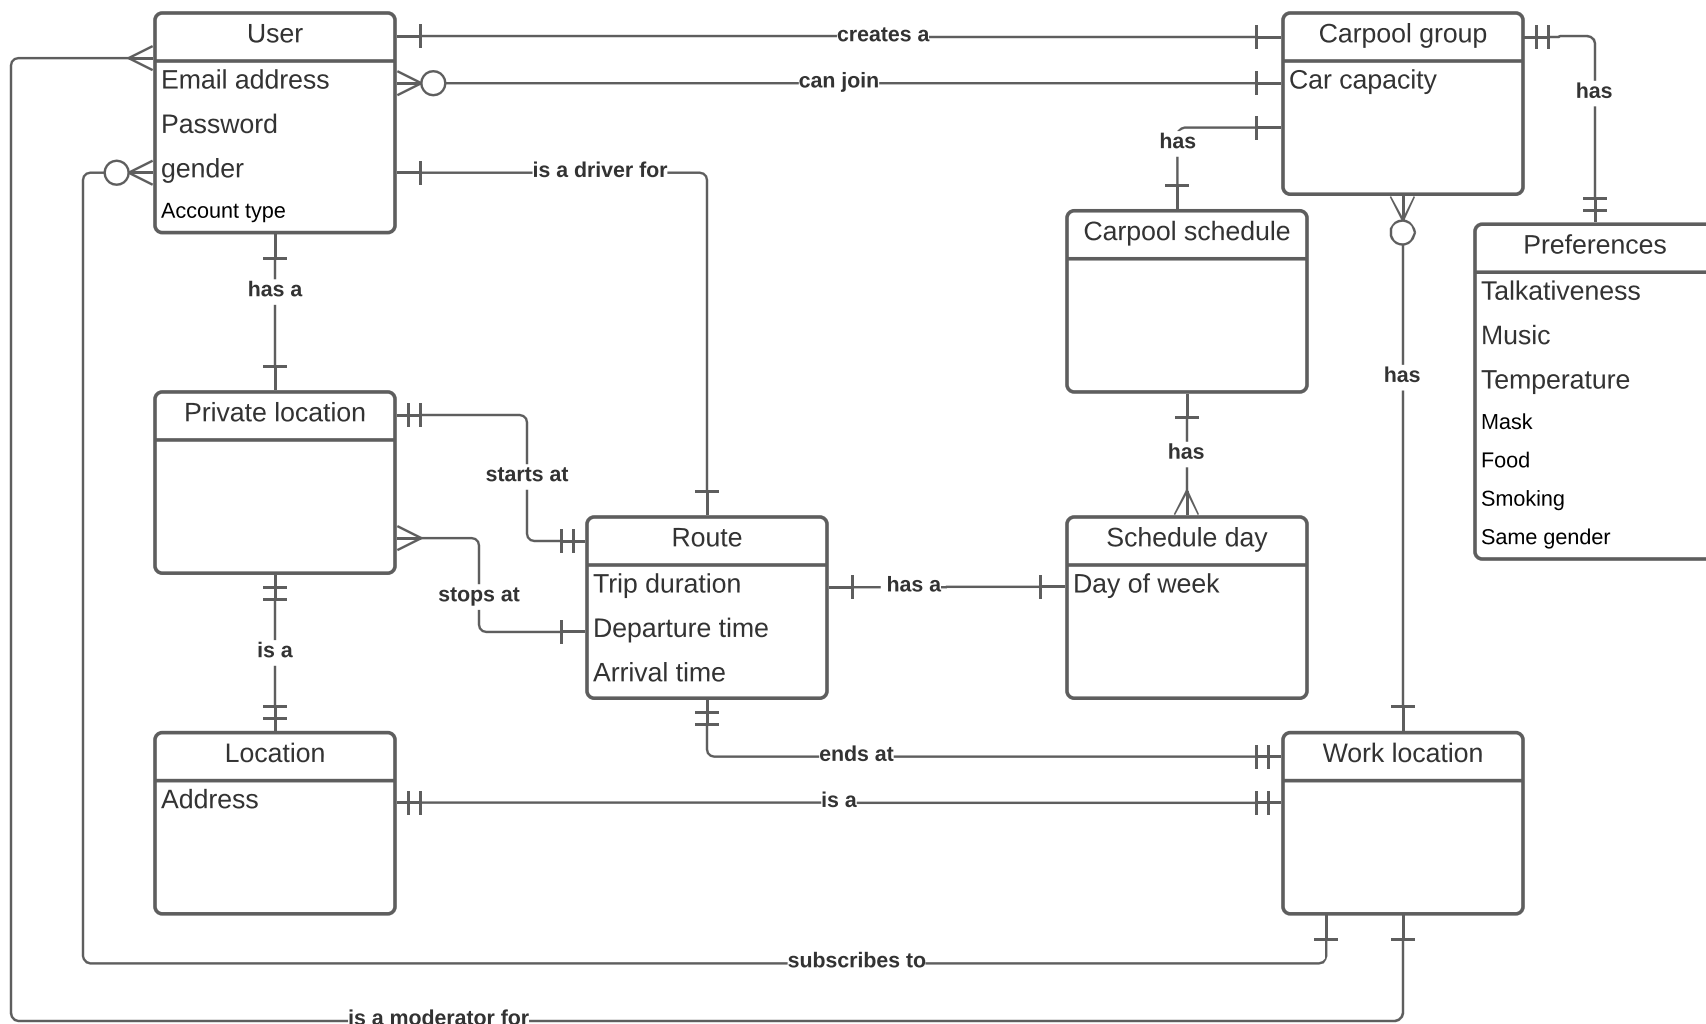 User
creates a
Carpool group
Email address
can join
Car capacity
has
Password
has
gender
is a driver for
Account type
Carpool schedule
Preferences
has a
Talkativeness
Music
has
Temperature
Private location
Mask
has
Food
starts at
Smoking
Route
Schedule day
Same gender
Trip duration
has a
Day of week
stops at
Departure time
is a
Arrival time
Location
ends at
Work location
Address
is a
subscribes to
is a moderator for